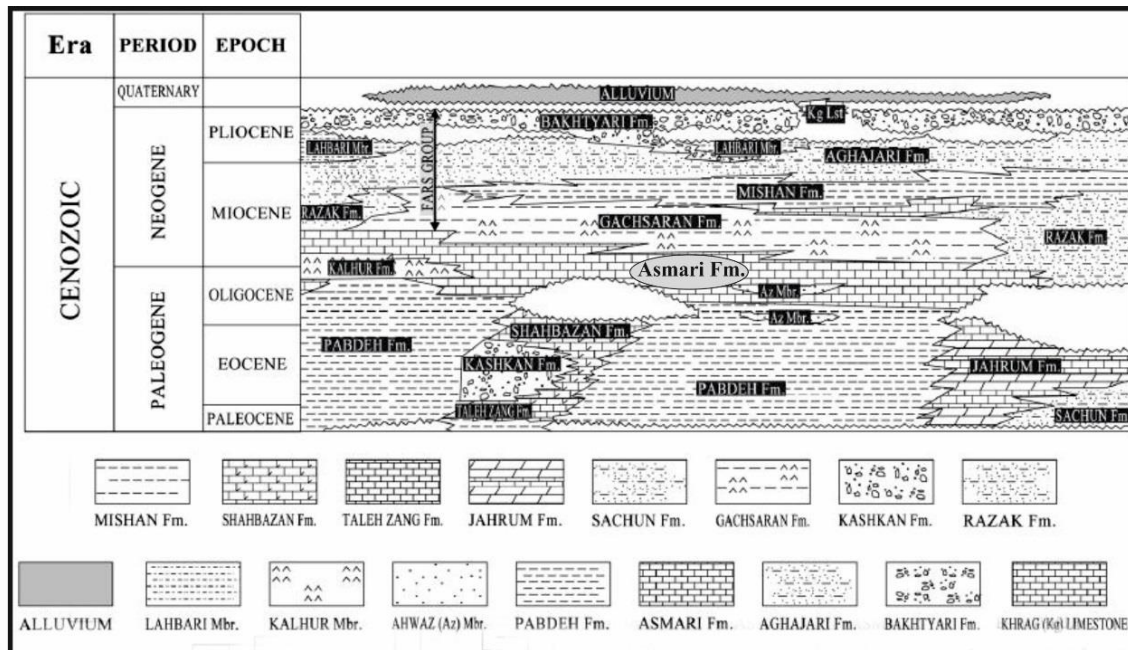 Era PERIOD EPOCH
CENOZOIC
QUATERNARY
NEOGENE
PALEOGENE
PLIOCENE
MIOCENE
OLIGOCENE
EOCENE
PALEOCENE
ALLUVIUM
Kg Lst
BAKHTYARI Fm.
LAHBARI Mbr.
LAHBARI Mbr.
AGHAJARI Fm.
FARS GROUP
MISHAN Fm.
RAZAK Fm.
GACHSARAN Fm.
RAZAK Fm.
KALHUR Fm.
Asmari Fm.
Az Mbr.
Az Mbr.
SHAHBAZAN Fm.
PABDEH Fm.
KASHKAN Fm.
JAHRUM Fm.
PABDEH Fm.
TALEH ZANG Fm.
SACHUN Fm
MISHAN Fm. SHAHBAZAN Fm. TALEH ZANG Fm. JAHRUM Fm. SACHUN Fm. GACHSARAN Fm. KASHKAN Fm. RAZAK Fm.
ALLUVIUM LAHBARI Mbr. KALHUR Mbr. AHWAZ (Az) Mbr. PABDEH Fm. ASMARI Fm. AGHAJARI Fm. BAKHTYARI Fm. KHRAG (Kg) LIMESTONE